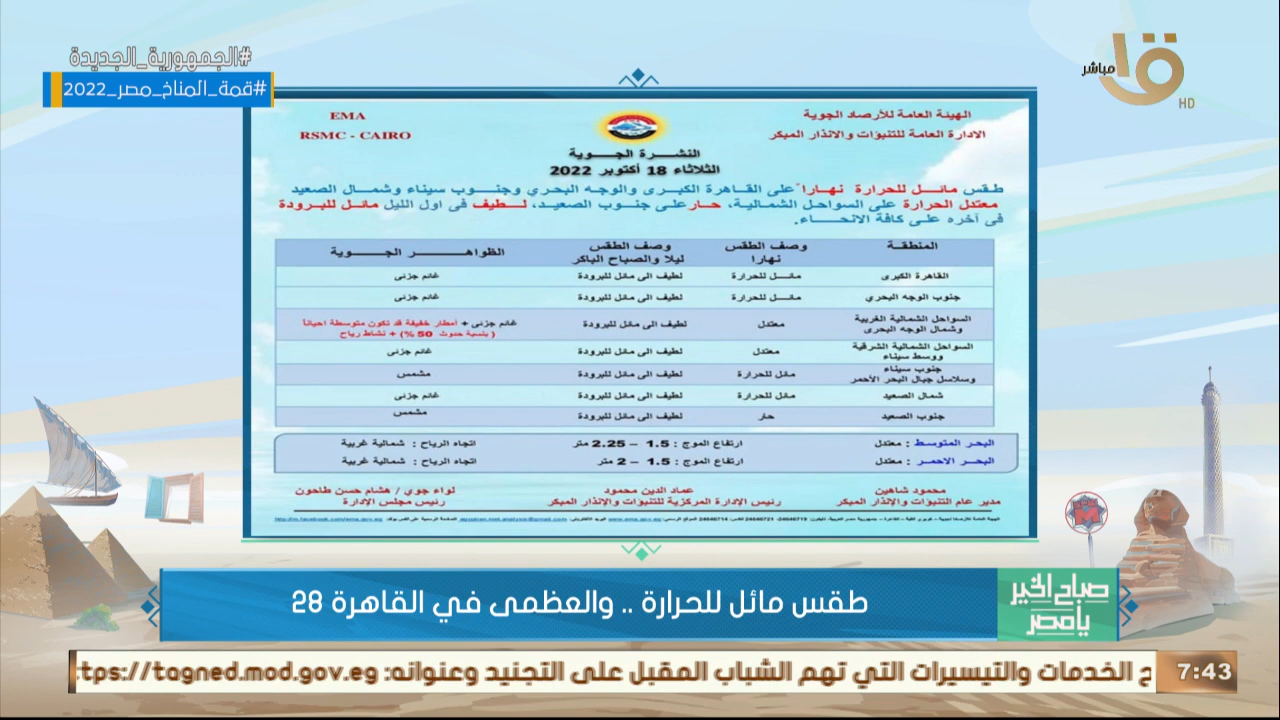 #الجمهورية_الجديدة
#قمة_المناخ_مصر_2022
مباشر
HD
الهيئة العامة للأرصاد الجوية
EMA
الادارة العامة للتنبؤات والانذار المبكر
RSMC - CAIRO
النشرة الجوية
الثلاثاء 18 أكتوبر 2022
طقس مائل للحرارة نهاراً على القاهرة الكبرى والوجه البحري وجنوب سيناء وشمال الصعيد
معتدل الحرارة على السواحل الشمالية، حار على جنوب الصعيد، لطيف فى اول الليل مائل للبرودة
فى آخره على كافة الانحاء.
المنطقة وصف الطقس نهارا وصف الطقس ليلا والصباح الباكر الظواهر الجوية
القاهرة الكبرى مائل للحرارة لطيف الى مائل للبرودة غائم جزئى
جنوب الوجه البحري مائل للحرارة لطيف الى مائل للبرودة غائم جزئى
السواحل الشمالية الغربية وشمال الوجه البحرى معتدل لطيف الى مائل للبرودة غائم جزئى + أمطار خفيفة قد تكون متوسطة احياناً (بنسبة حدوث 50 %) + نشاط رياح
السواحل الشمالية الشرقية ووسط سيناء معتدل لطيف الى مائل للبرودة غائم جزئى
جنوب سيناء وسلاسل جبال البحر الأحمر مائل للحرارة لطيف الى مائل للبرودة مشمس
شمال الصعيد مائل للحرارة لطيف الى مائل للبرودة غائم جزئى
جنوب الصعيد حار لطيف الى مائل للبرودة مشمس
البحر المتوسط : معتدل ارتفاع الموج : 1.5 – 2.25 متر اتجاه الرياح : شمالية غربية
البحر الاحمر : معتدل ارتفاع الموج : 1.5 – 2 متر اتجاه الرياح : شمالية غربية
محمود شاهين عماد الدين محمود لواء جوي / هشام حسن طاحون
مدير عام التنبؤات والإنذار المبكر رئيس الإدارة المركزية للتنبؤات والإنذار المبكر رئيس مجلس الإدارة
صباح الخير يا مصر
طقس مائل للحرارة .. والعظمى في القاهرة 28
7:43
ح الخدمات والتيسيرات التي تهم الشباب المقبل على التجنيد وعنوانه: tps://tagned.mod.gov.eg